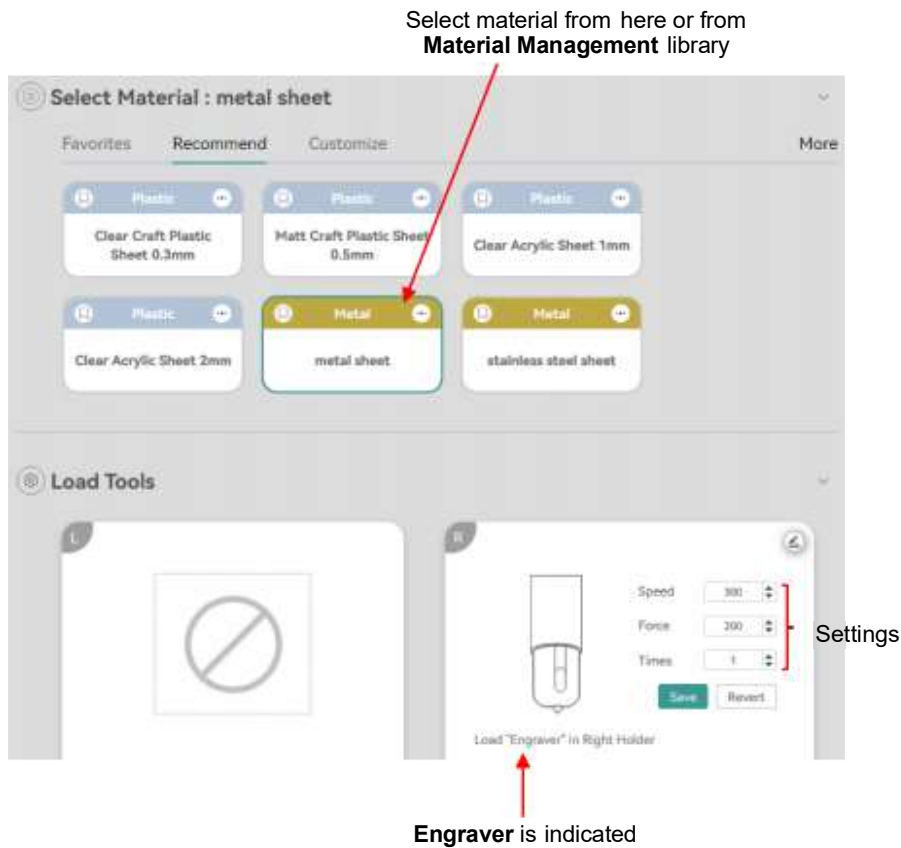 Select material from here or from
Material Management library
Select Material : metal sheet
Favorites Recommend Customize More
Plastic Plastic Plastic
Clear Craft Plastic
Sheet 0.3mm
Matt Craft Plastic Sheet
0.5mm
Clear Acrylic Sheet 1mm
Plastic Metal Metal
Clear Acrylic Sheet 2mm metal sheet stainless steel sheet
Load Tools
L R
Speed 300
Force 200
Settings
Times 1
Save Revert
Load "Engraver" in Right Holder
Engraver is indicated